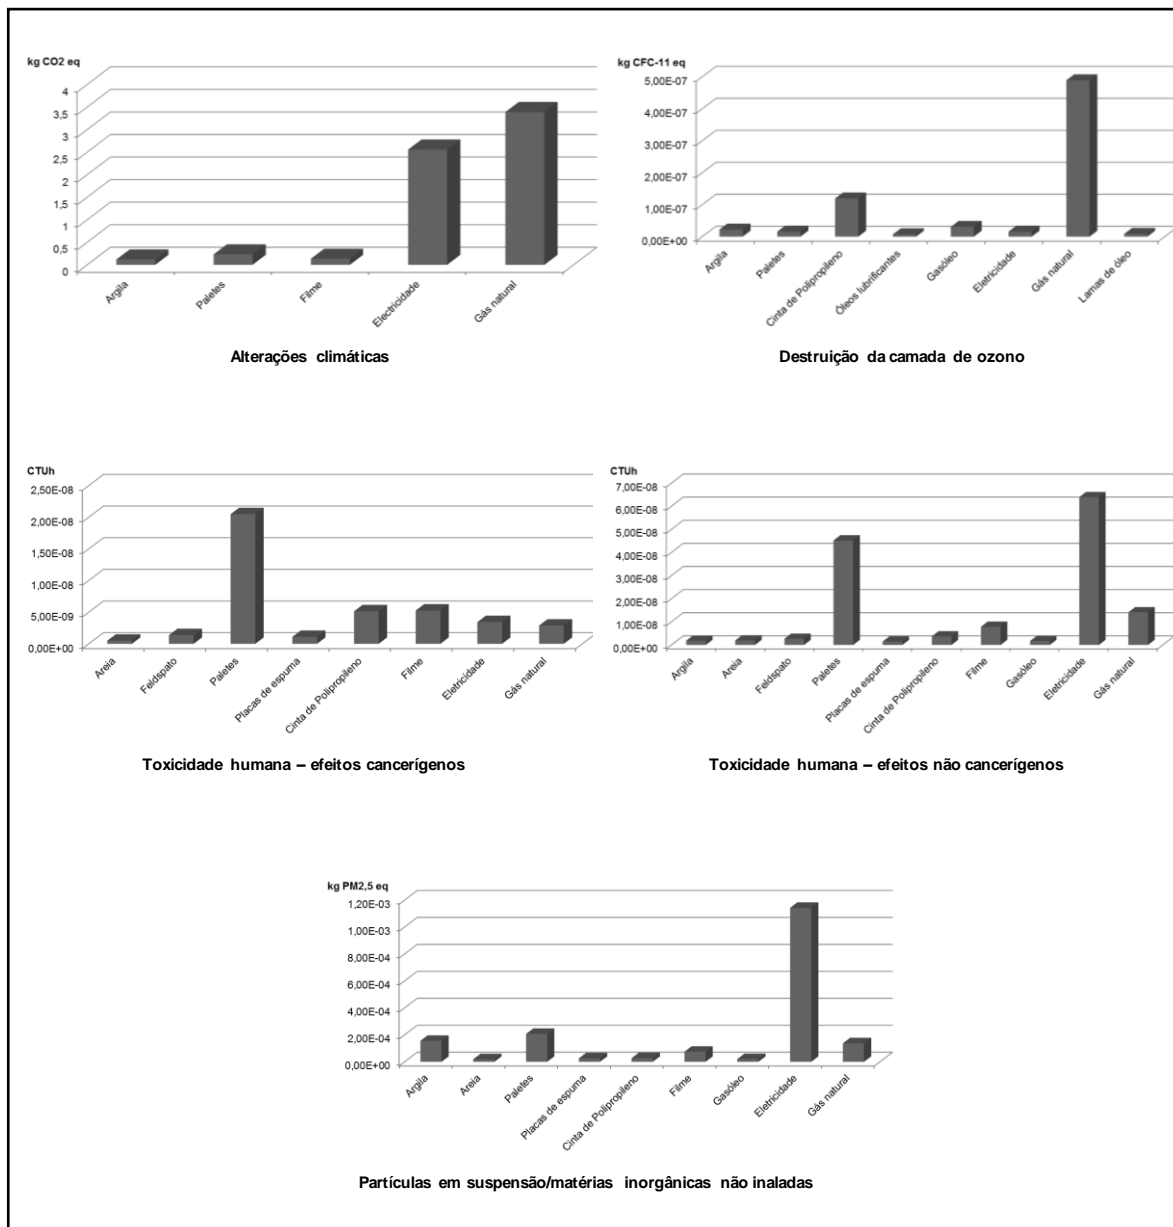 kg CO2 eq
4
3,5
3
2,5
2
1,5
1
0,5
0
Argila
Paletes
Filme
Electricidade
Gás natural
Alterações climáticas
kg CFC-11 eq
5,00E-07
4,00E-07
3,00E-07
2,00E-07
1,00E-07
0,00E+00
Argila
Paletes
Cinta de Polipropileno
Óleos lubrificantes
Gasóleo
Eletricidade
Gás natural
Lamas de óleo
Destruição da camada de ozono
CTUh
2,50E-08
2,00E-08
1,50E-08
1,00E-08
5,00E-09
0,00E+00
Areia
Feldspato
Paletes
Placas de espuma
Cinta de Polipropileno
Filme
Eletricidade
Gás natural
Toxicidade humana – efeitos cancerígenos
CTUh
7,00E-08
6,00E-08
5,00E-08
4,00E-08
3,00E-08
2,00E-08
1,00E-08
0,00E+00
Argila
Areia
Feldspato
Paletes
Placas de espuma
Cinta de Polipropileno
Filme
Gasóleo
Eletricidade
Gás natural
Toxicidade humana – efeitos não cancerígenos
kg PM2,5 eq
1,20E-03
1,00E-03
8,00E-04
6,00E-04
4,00E-04
2,00E-04
0,00E+00
Argila
Areia
Paletes
Placas de espuma
Cinta de Polipropileno
Filme
Gasóleo
Eletricidade
Gás natural
Partículas em suspensão/matérias inorgânicas não inaladas